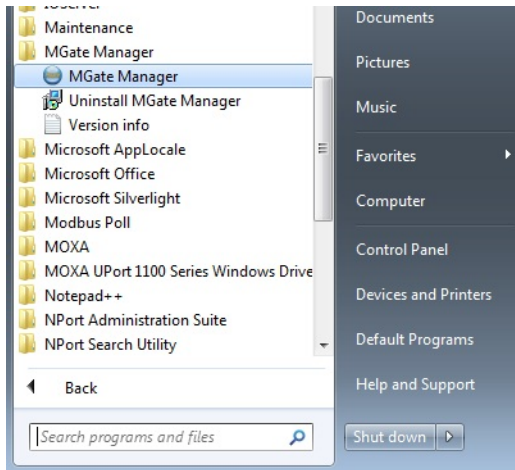 IOServer
Maintenance
MGate Manager
MGate Manager
Uninstall MGate Manager
Version info
Microsoft AppLocale
Microsoft Office
Microsoft Silverlight
Modbus Poll
MOXA
MOXA UPort 1100 Series Windows Drive
Notepad++
NPort Administration Suite
NPort Search Utility
Back
Search programs and files
Documents
Pictures
Music
Favorites
Computer
Control Panel
Devices and Printers
Default Programs
Help and Support
Shut down